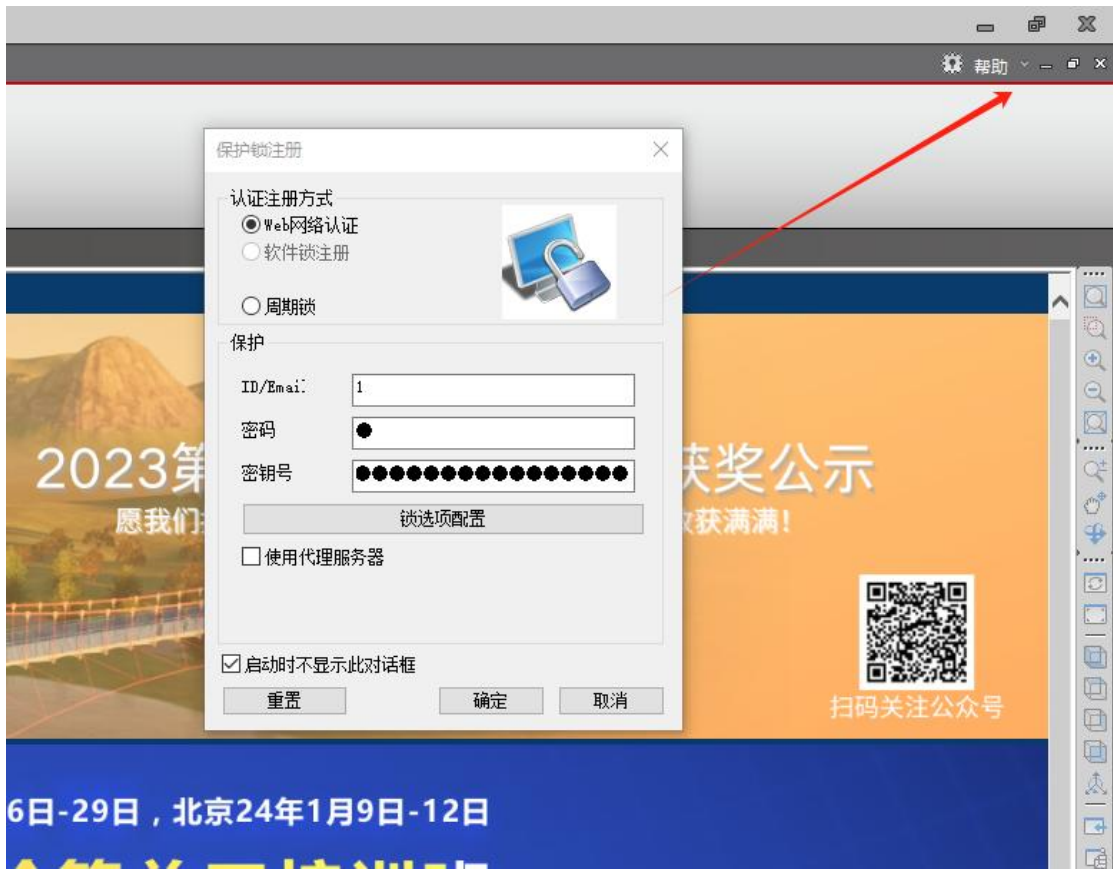 帮助
保护锁注册
认证注册方式
Web网络认证
软件锁注册
周期锁
保护
ID/Emai
1
密码
密钥号
锁选项配置
使用代理服务器
启动时不显示此对话框
重置 确定 取消
2023第 获奖公示
愿我们 收获满满!
扫码关注公众号
6日-29日，北京24年1月9日-12日